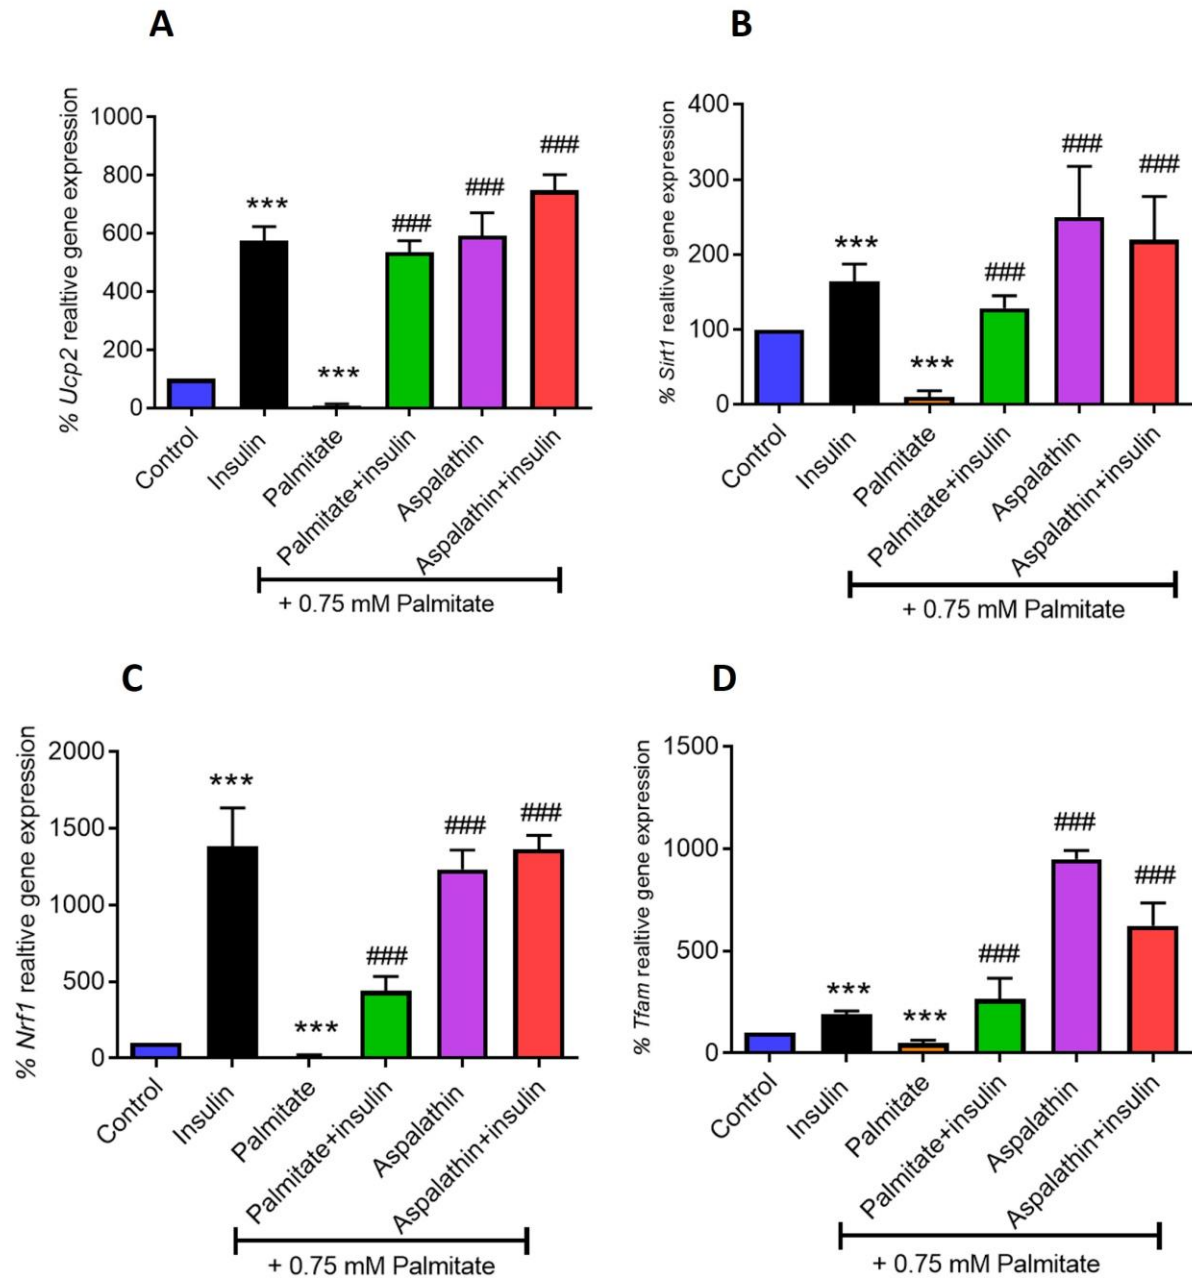 A
% Ucp2 realtive gene expression
1000
800
600
400
200
0
***
***
###
###
###
Control
Insulin
Palmitate
Palmitate+insulin
Aspalathin
Aspalathin+insulin
+ 0.75 mM Palmitate
B
% Sirt1 realtive gene expression
400
300
200
100
0
***
***
###
###
###
Control
Insulin
Palmitate
Palmitate+insulin
Aspalathin
Aspalathin+insulin
+ 0.75 mM Palmitate
C
% Nrf1 realtive gene expression
2000
1500
1000
500
0
***
***
###
###
###
Control
Insulin
Palmitate
Palmitate+insulin
Aspalathin
Aspalathin+insulin
+ 0.75 mM Palmitate
D
% Tfam realtive gene expression
1500
1000
500
0
***
***
###
###
###
Control
Insulin
Palmitate
Palmitate+insulin
Aspalathin
Aspalathin+insulin
+ 0.75 mM Palmitate